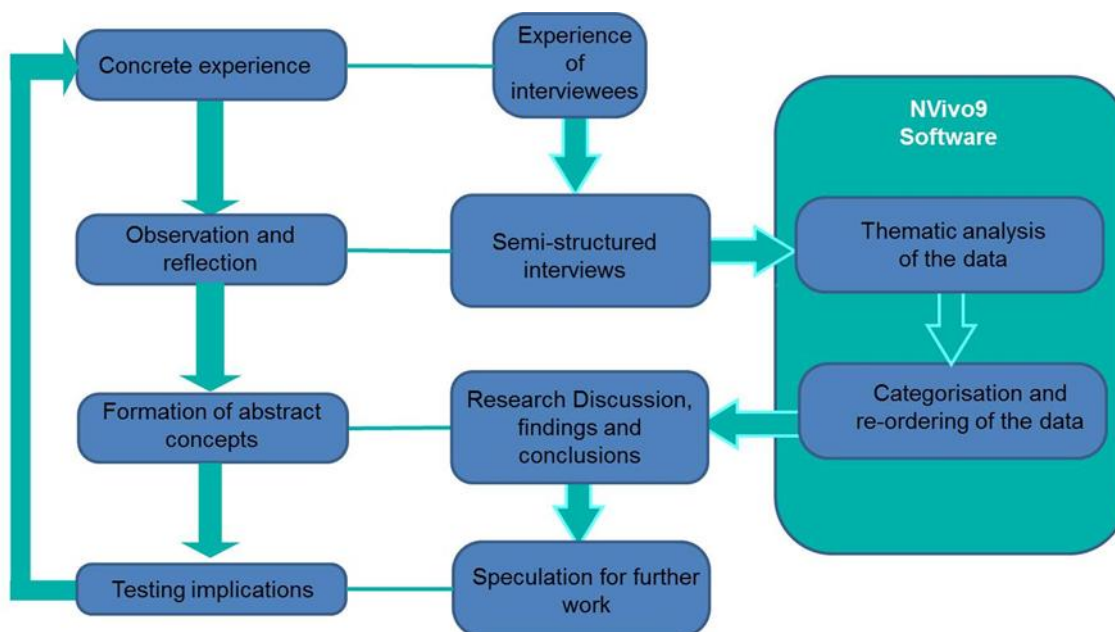 Concrete experience
Experience
of
interviewees
NVivo9
Software
Observation and
reflection
Semi-structured
interviews
Thematic analysis
of the data
Formation of abstract
concepts
Research Discussion,
findings and
conclusions
Categorisation and
re-ordering of the data
Testing implications
Speculation for further
work